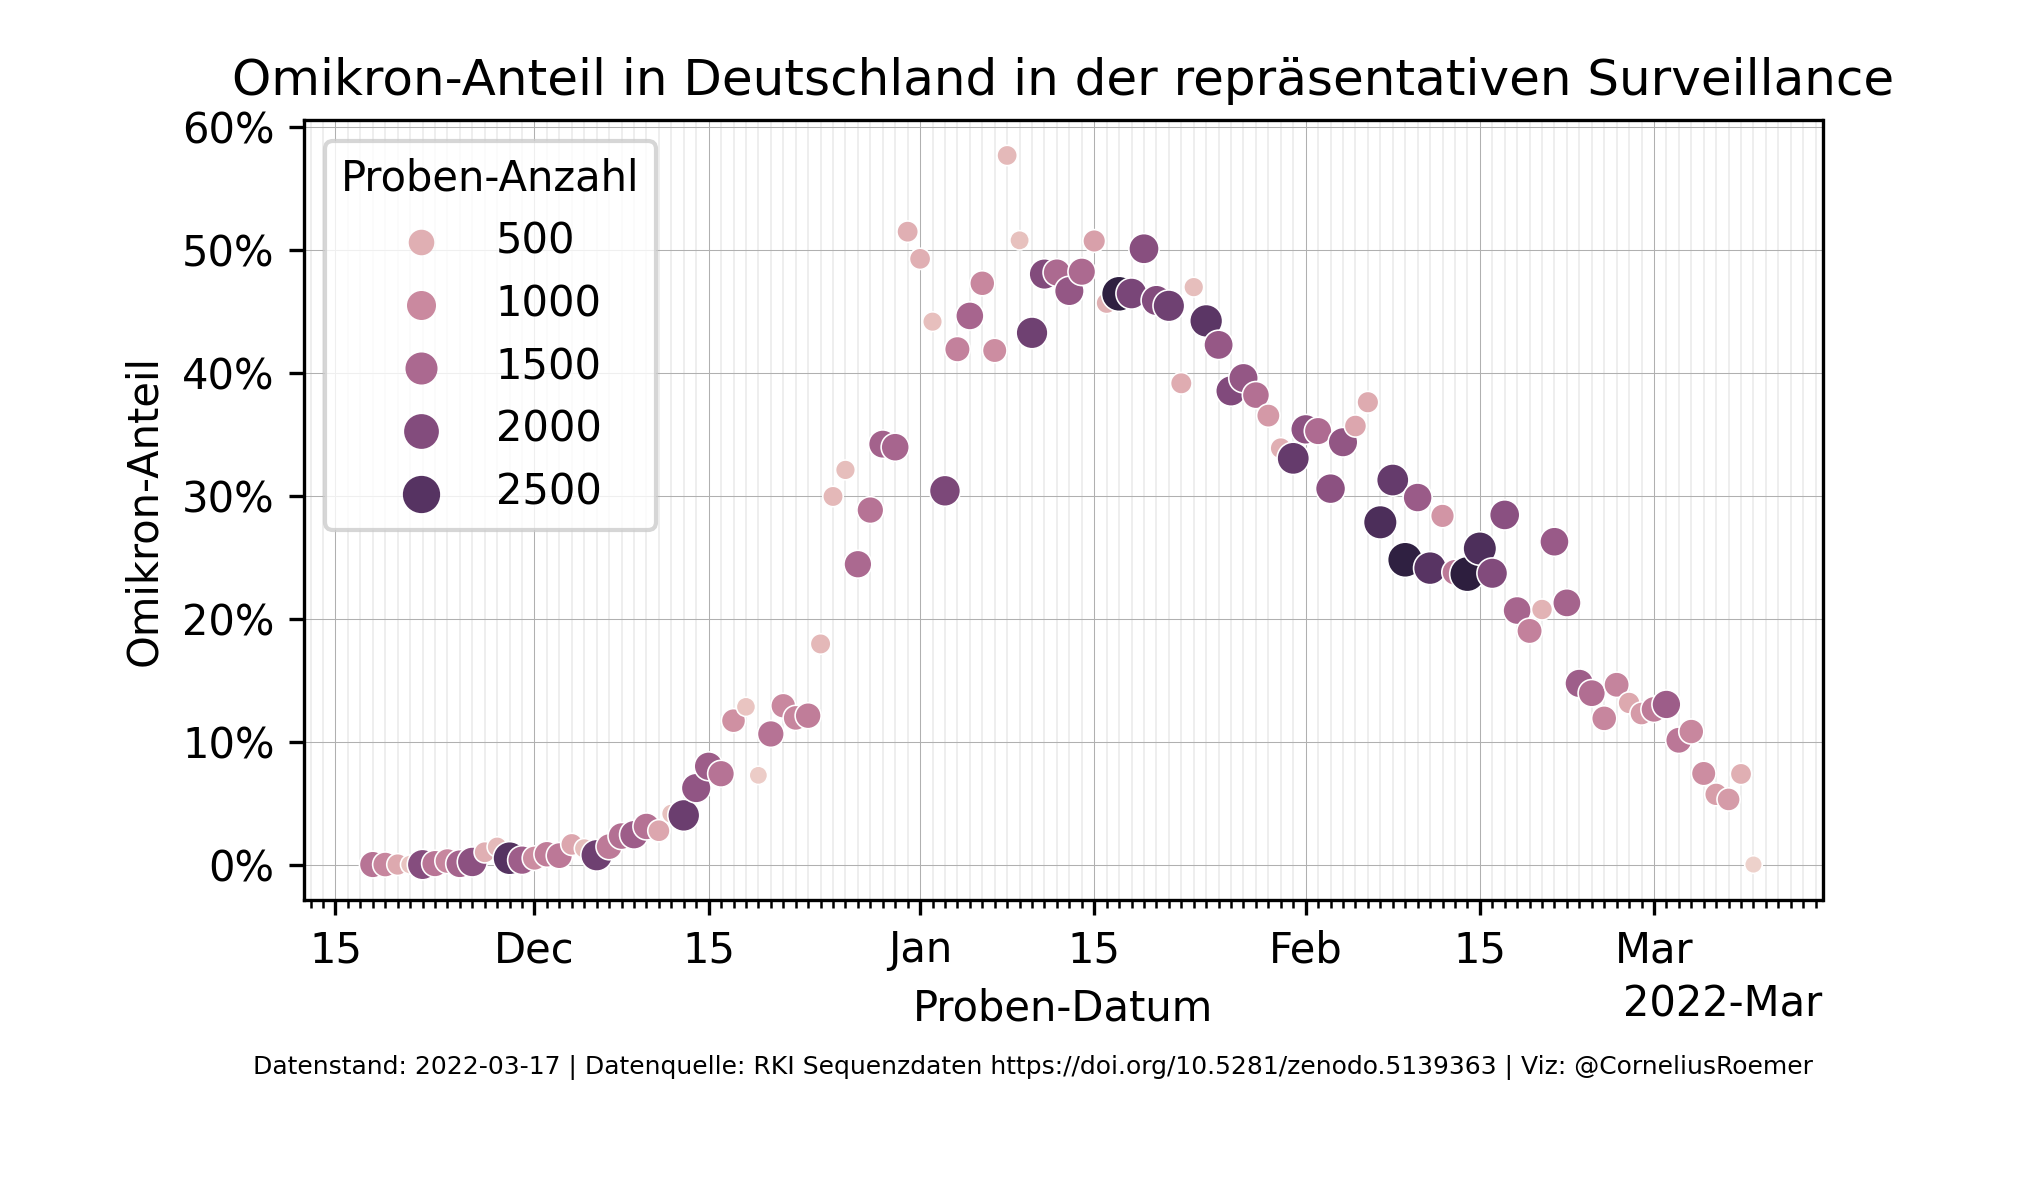 Omikron-Anteil in Deutschland in der repräsentativen Surveillance
60%
50%
40%
30%
20%
10%
0%
Omikron-Anteil
Proben-Anzahl
500
1000
1500
2000
2500
15 Dec 15 Jan 15 Feb 15 Mar
2022-Mar
Proben-Datum
Datenstand: 2022-03-17 | Datenquelle: RKI Sequenzdaten https://doi.org/10.5281/zenodo.5139363 | Viz: @CorneliusRoemer